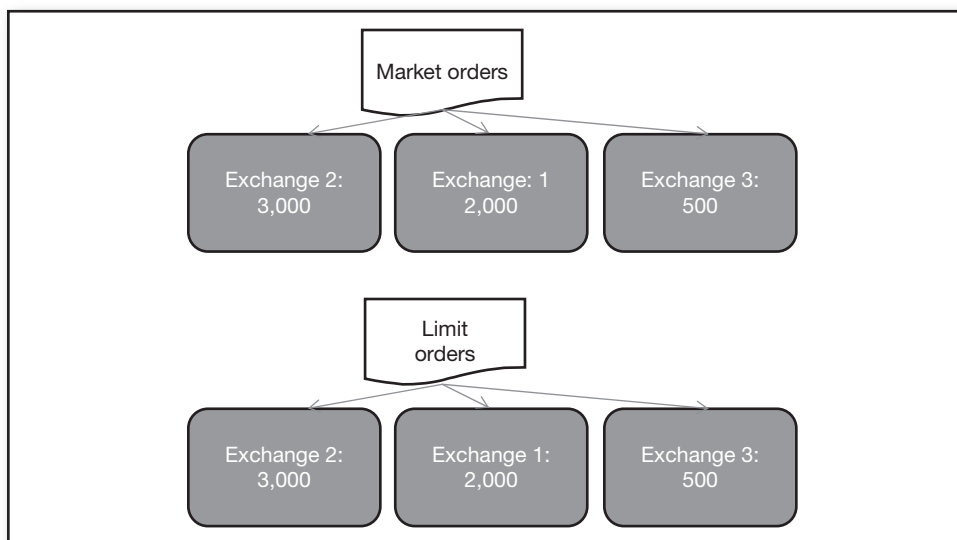 Market orders
Exchange 2:
3,000
Exchange: 1
2,000
Exchange 3:
500
Limit
orders
Exchange 2:
3,000
Exchange 1:
2,000
Exchange 3:
500